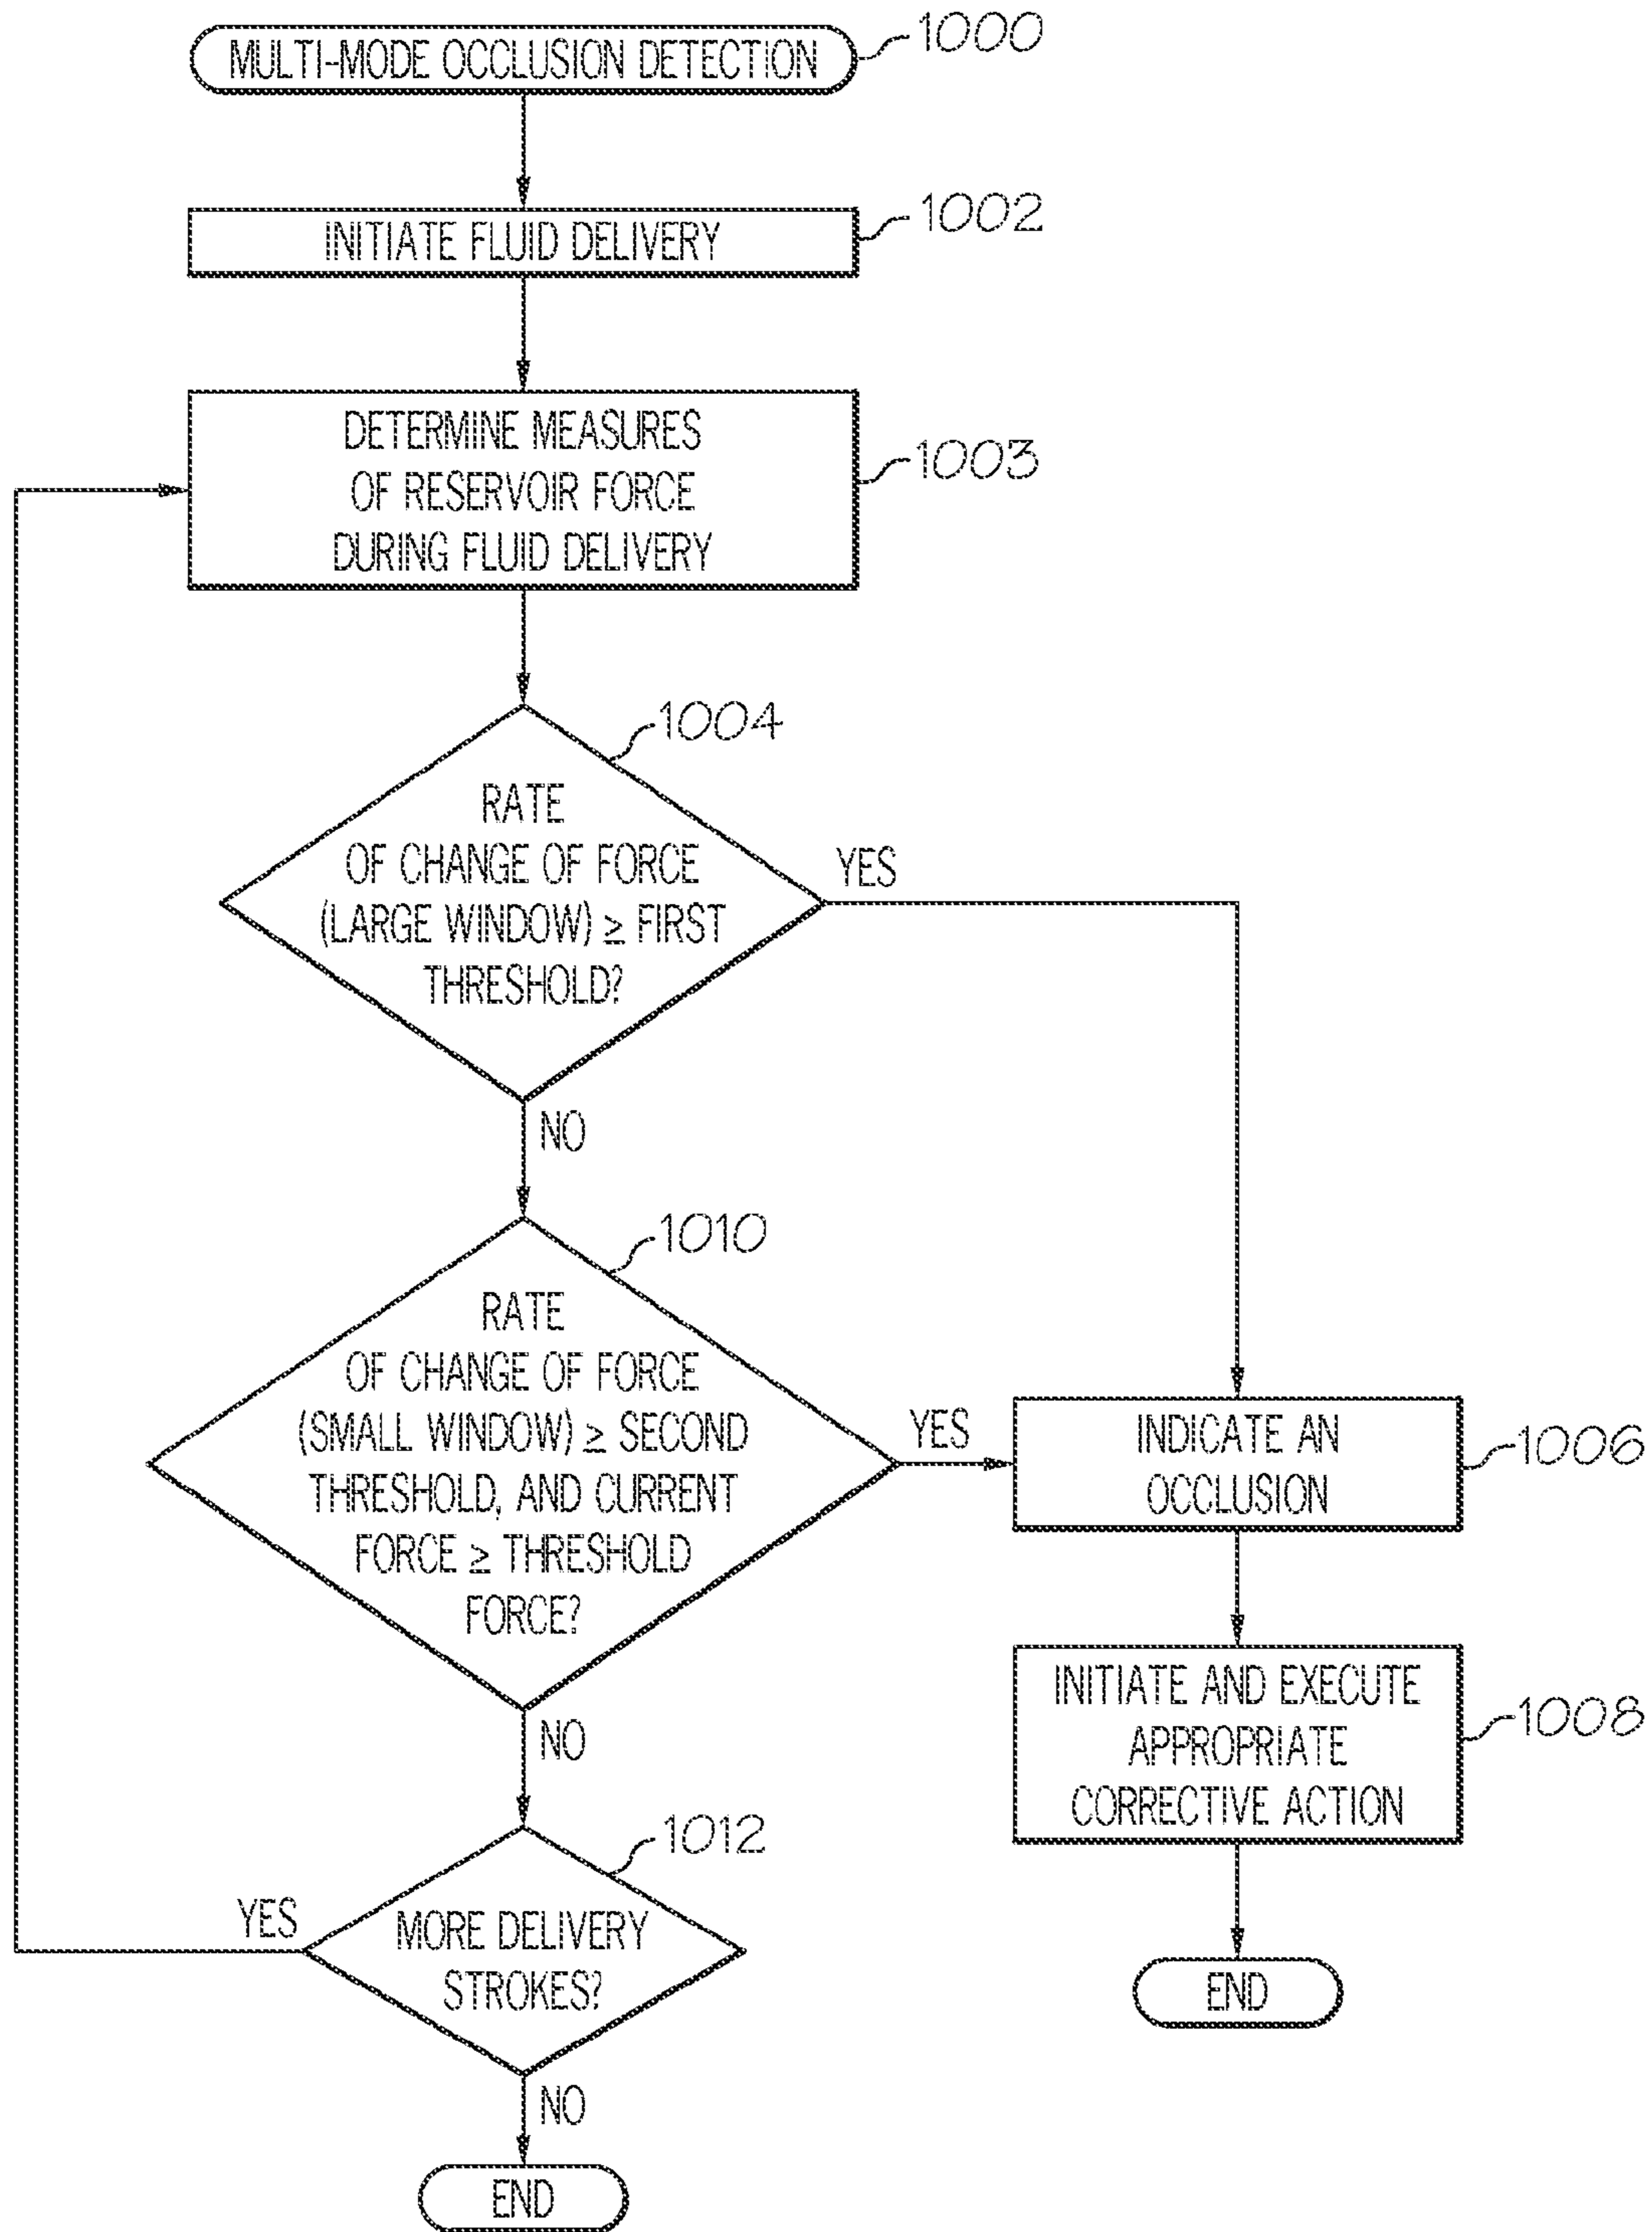 MULTI-MODE OCCLUSION DETECTION
1000
INITIATE FLUID DELIVERY
1002
DETERMINE MEASURES
OF RESERVOIR FORCE
DURING FLUID DELIVERY
1003
1004
RATE
OF CHANGE OF FORCE
(LARGE WINDOW) ≥ FIRST
THRESHOLD?
YES
NO
1010
RATE
OF CHANGE OF FORCE
(SMALL WINDOW) ≥ SECOND
THRESHOLD, AND CURRENT
FORCE ≥ THRESHOLD
FORCE?
YES
INDICATE AN
OCCLUSION
1006
NO
INITIATE AND EXECUTE
APPROPRIATE
CORRECTIVE ACTION
1008
1012
MORE DELIVERY
STROKES?
YES
END
NO
END